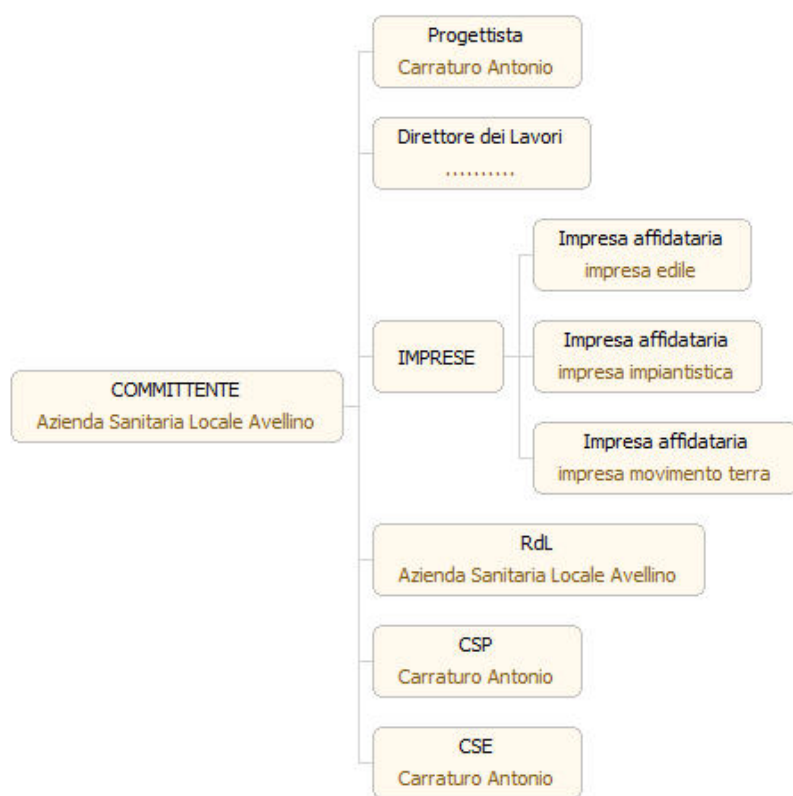 Progettista
Carraturo Antonio
Direttore dei Lavori
..........
Impresa affidataria
impresa edile
IMPRESE
Impresa affidataria
impresa impiantistica
COMMITTENTE
Azienda Sanitaria Locale Avellino
Impresa affidataria
impresa movimento terra
RdL
Azienda Sanitaria Locale Avellino
CSP
Carraturo Antonio
CSE
Carraturo Antonio